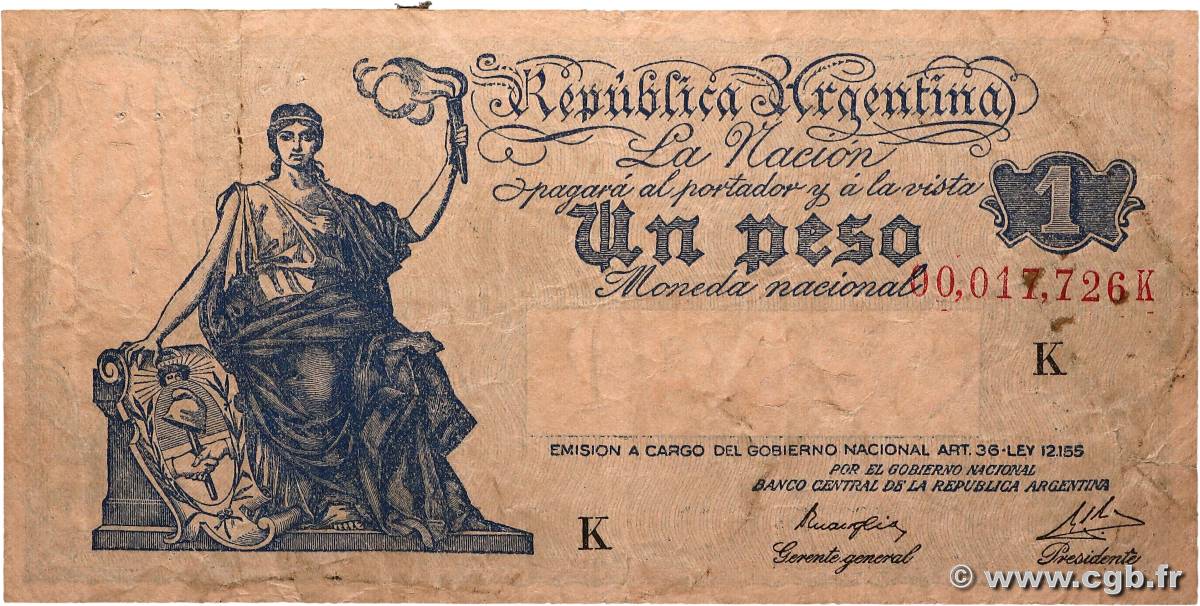 República Argentina
La Nación
pagará al portador y á la vista
1
Un peso
Moneda nacional
00,017,726K
K
EMISION A CARGO DEL GOBIERNO NACIONAL ART. 36-LEY 12.155
POR EL GOBIERNO NACIONAL
BANCO CENTRAL DE LA REPUBLICA ARGENTINA
K
Gerente general
Presidente
© www.cgb.fr